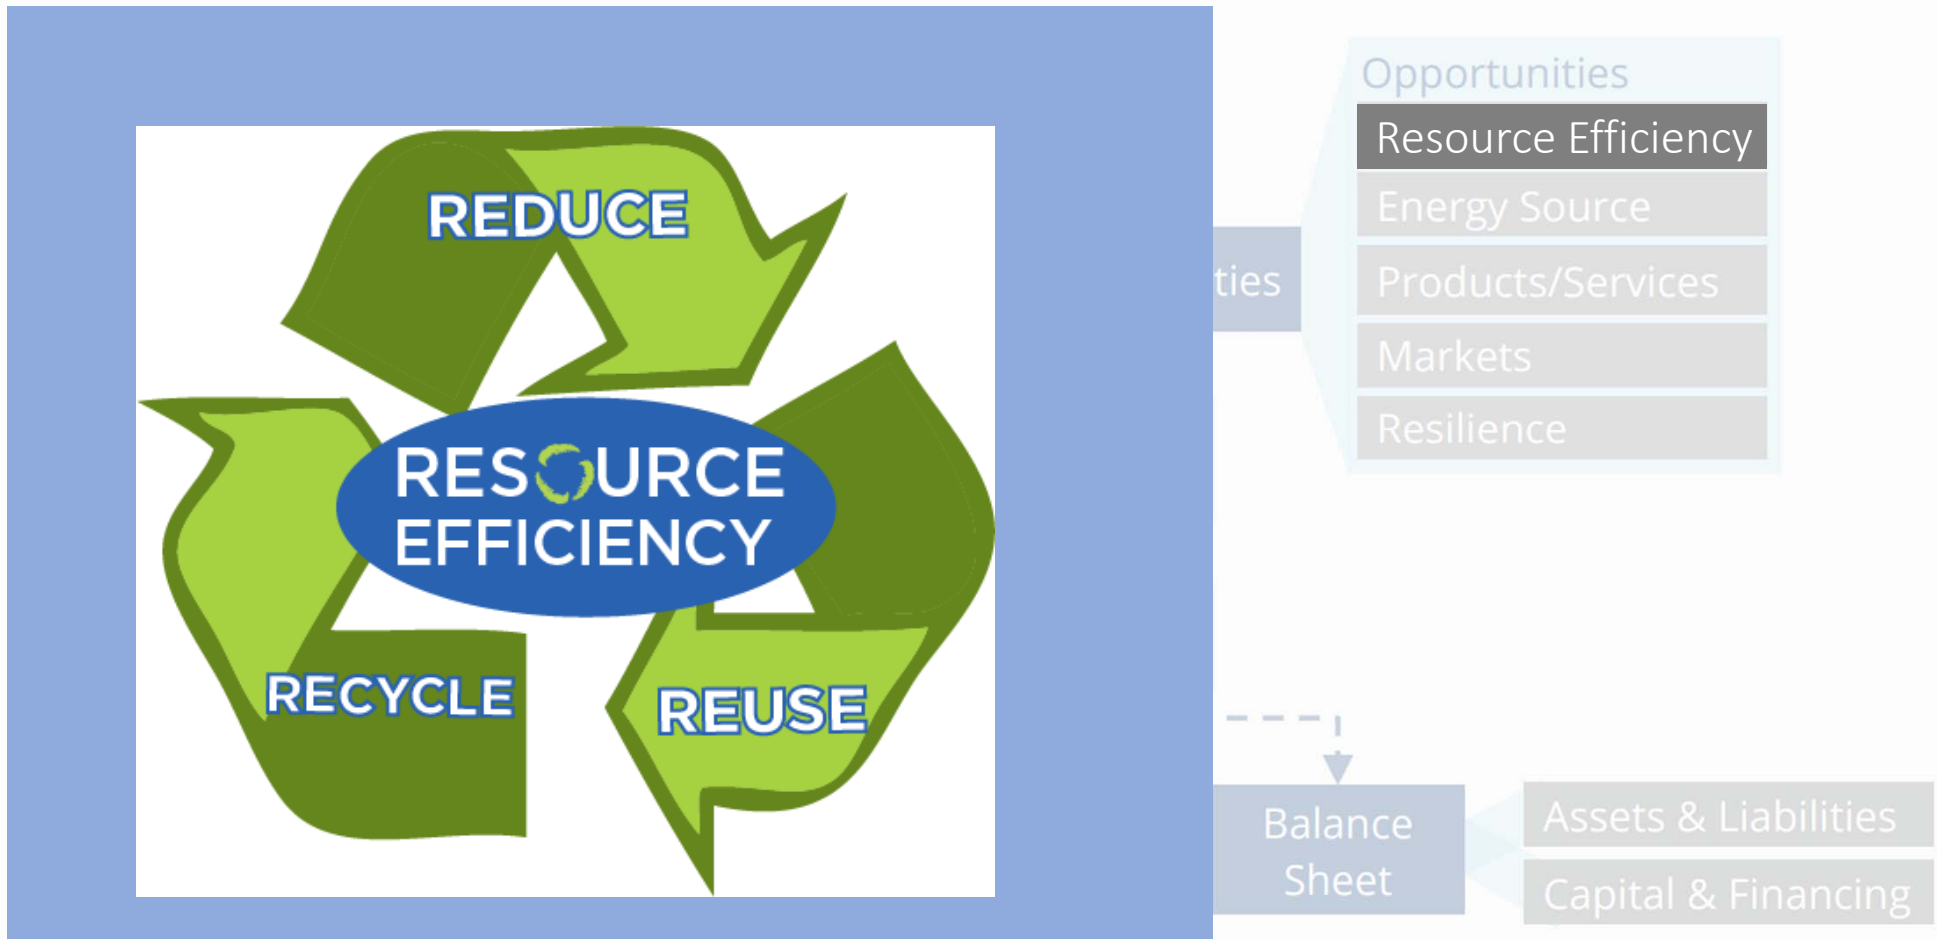 REDUCE
RESOURCE
EFFICIENCY
RECYCLE
REUSE
Opportunities
Resource Efficiency
Energy Source
Products/Services
Markets
Resilience
ties
Balance
Sheet
Assets & Liabilities
Capital & Financing